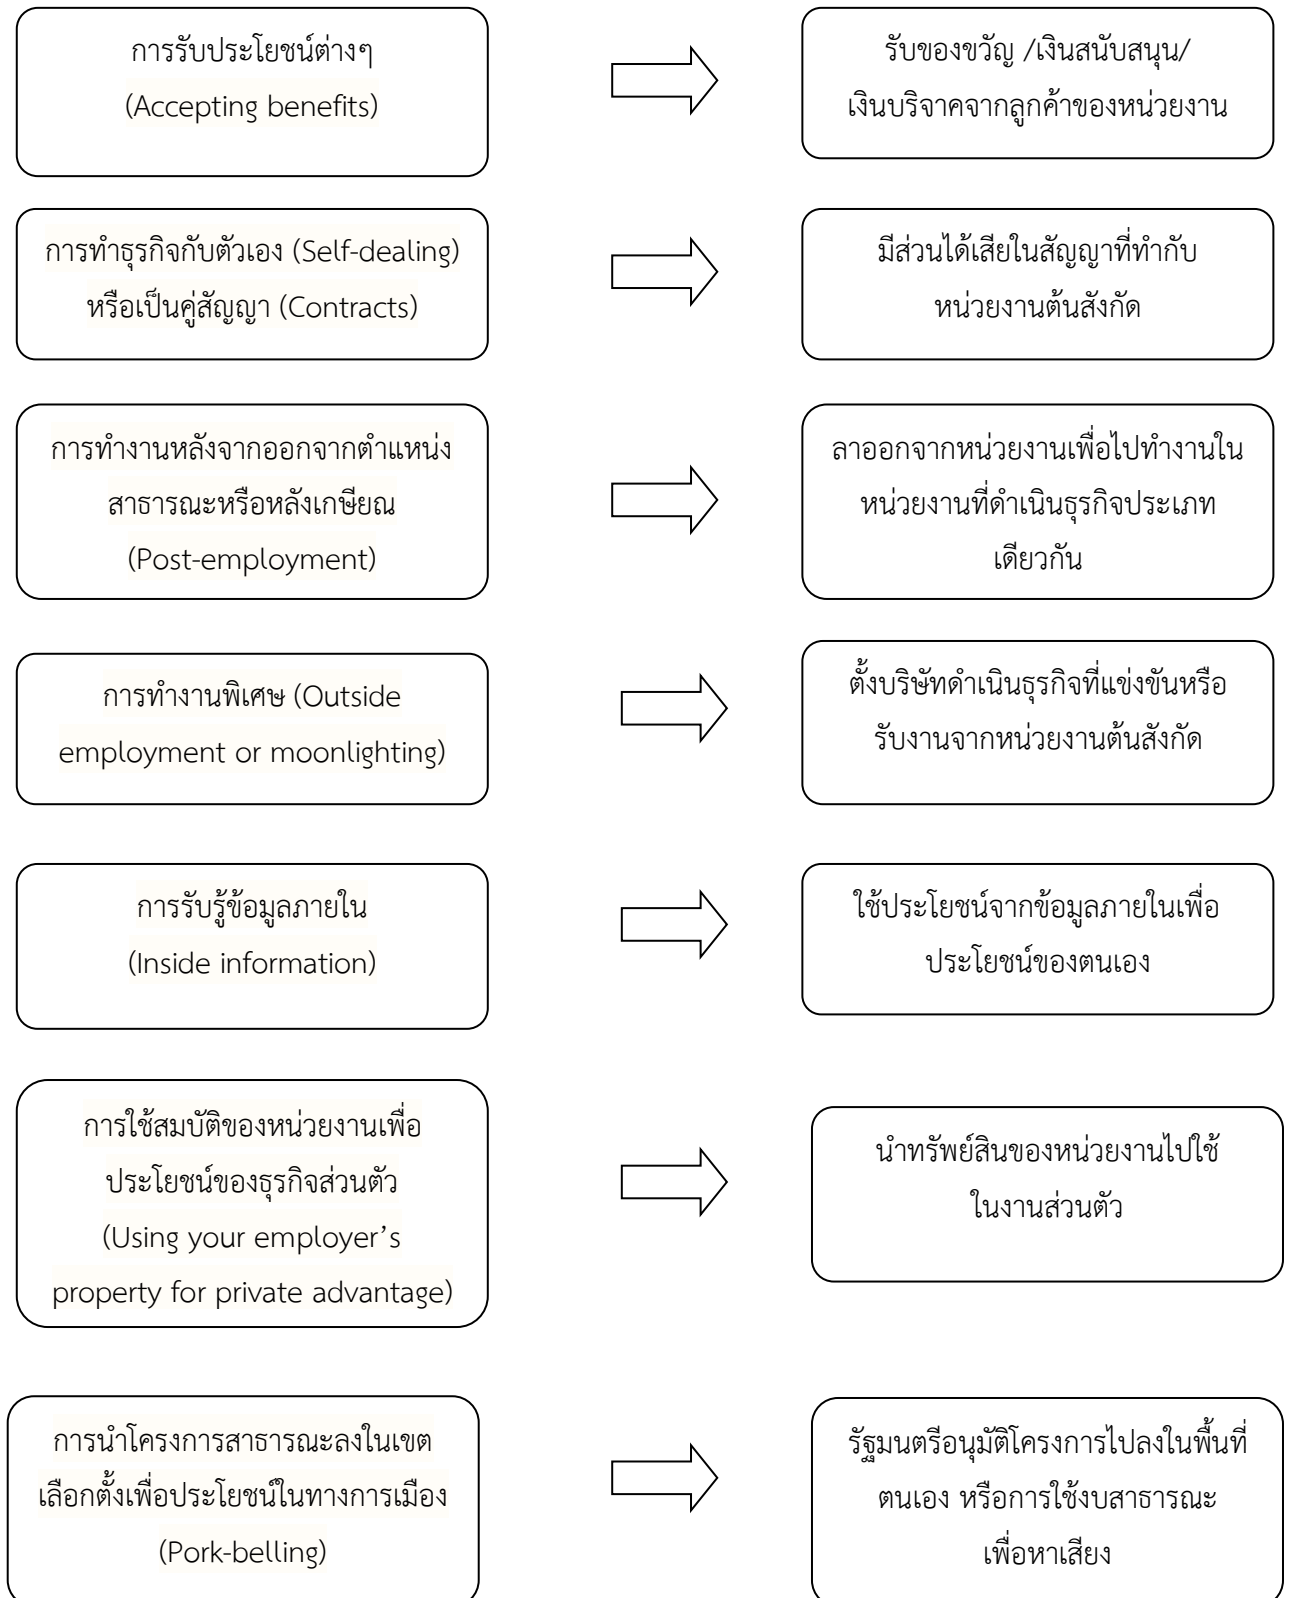 การรับประโยชน์ต่างๆ
(Accepting benefits)
รับของขวัญ /เงินสนับสนุน/
เงินบริจาคจากลูกค้าของหน่วยงาน
การทำธุรกิจกับตัวเอง (Self-dealing)
หรือเป็นคู่สัญญา (Contracts)
มีส่วนได้เสียในสัญญาที่ทำกับ
หน่วยงานต้นสังกัด
การทำงานหลังจากออกจากตำแหน่ง
สาธารณะหรือหลังเกษียณ
(Post-employment)
ลาออกจากหน่วยงานเพื่อไปทำงานใน
หน่วยงานที่ดำเนินธุรกิจประเภท
เดียวกัน
การทำงานพิเศษ (Outside
employment or moonlighting)
ตั้งบริษัทดำเนินธุรกิจที่แข่งขันหรือ
รับงานจากหน่วยงานต้นสังกัด
การรับรู้ข้อมูลภายใน
(Inside information)
ใช้ประโยชน์จากข้อมูลภายในเพื่อ
ประโยชน์ของตนเอง
การใช้สมบัติของหน่วยงานเพื่อ
ประโยชน์ของธุรกิจส่วนตัว
(Using your employer’s
property for private advantage)
นำทรัพย์สินของหน่วยงานไปใช้
ในงานส่วนตัว
การนำโครงการสาธารณะลงในเขต
เลือกตั้งเพื่อประโยชน์ในทางการเมือง
(Pork-belling)
รัฐมนตรีอนุมัติโครงการไปลงในพื้นที่
ตนเอง หรือการใช้งบสาธารณะ
เพื่อหาเสียง